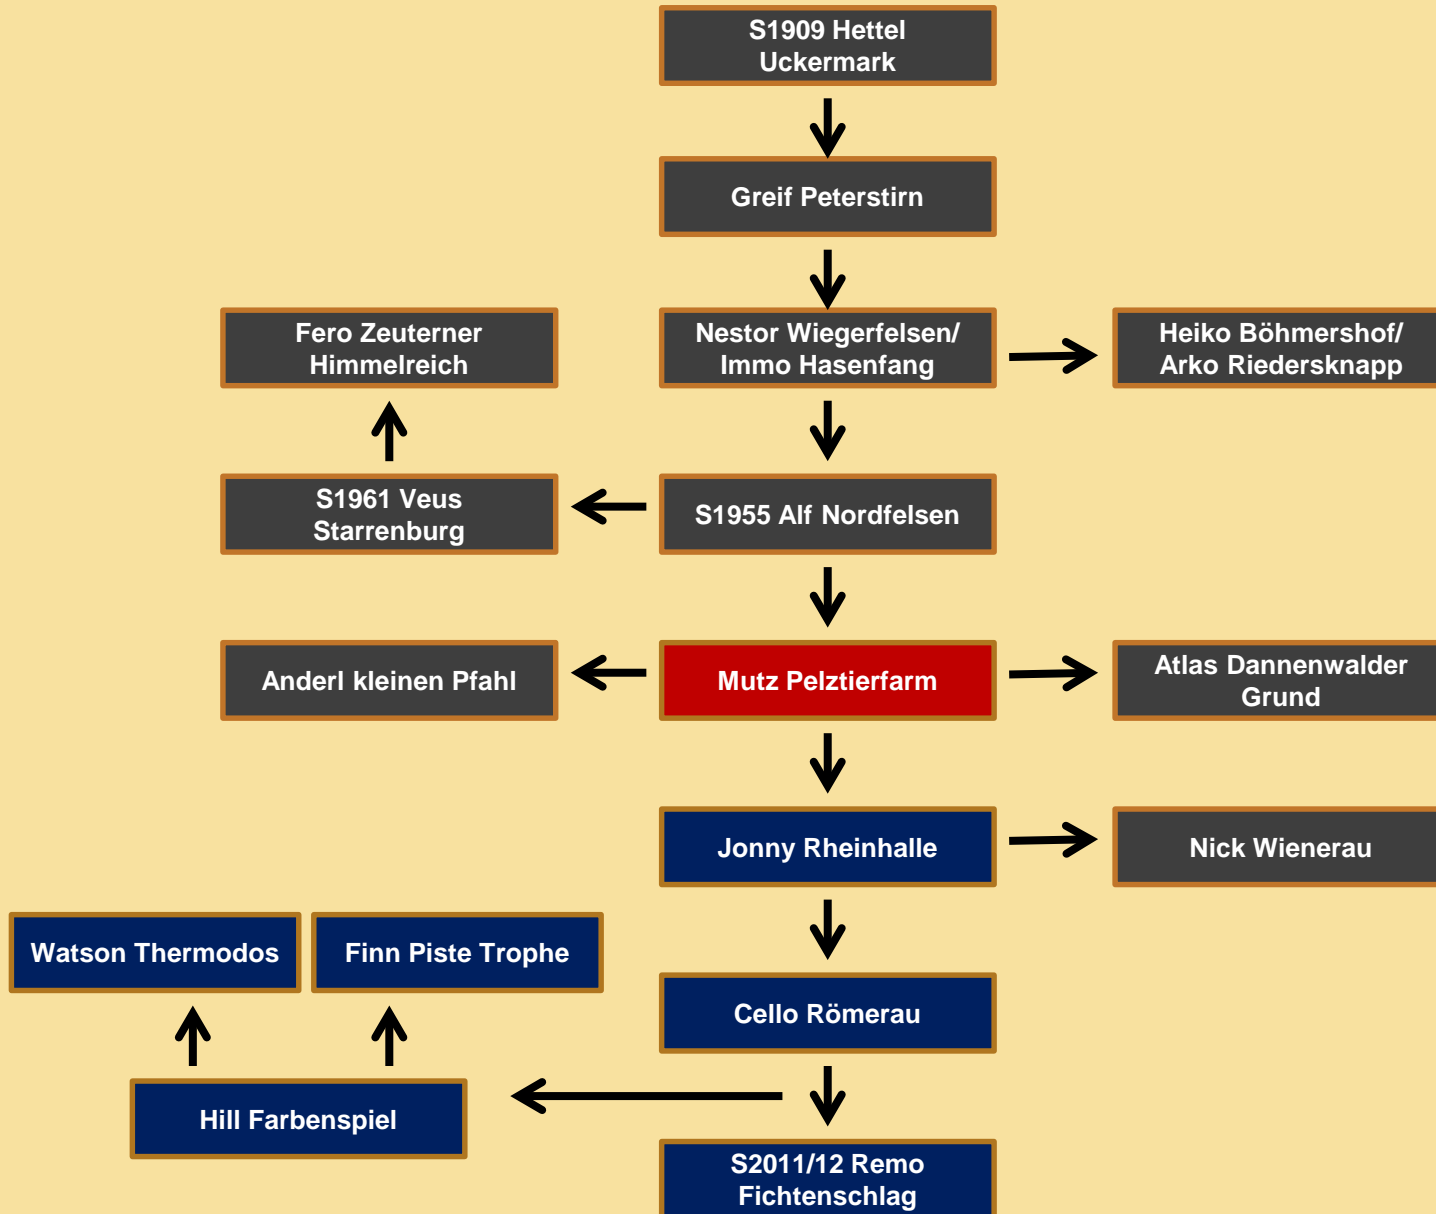 S1909 Hettel
Uckermark
Greif Peterstirn
Fero Zeuterner
Himmelreich
Nestor Wiegerfelsen/
Immo Hasenfang
Heiko Böhmershof/
Arko Riedersknapp
S1961 Veus
Starrenburg
S1955 Alf Nordfelsen
Anderl kleinen Pfahl
Mutz Pelztierfarm
Atlas Dannenwalder
Grund
Jonny Rheinhalle
Nick Wienerau
Watson Thermodos
Finn Piste Trophe
Cello Römerau
Hill Farbenspiel
S2011/12 Remo
Fichtenschlag